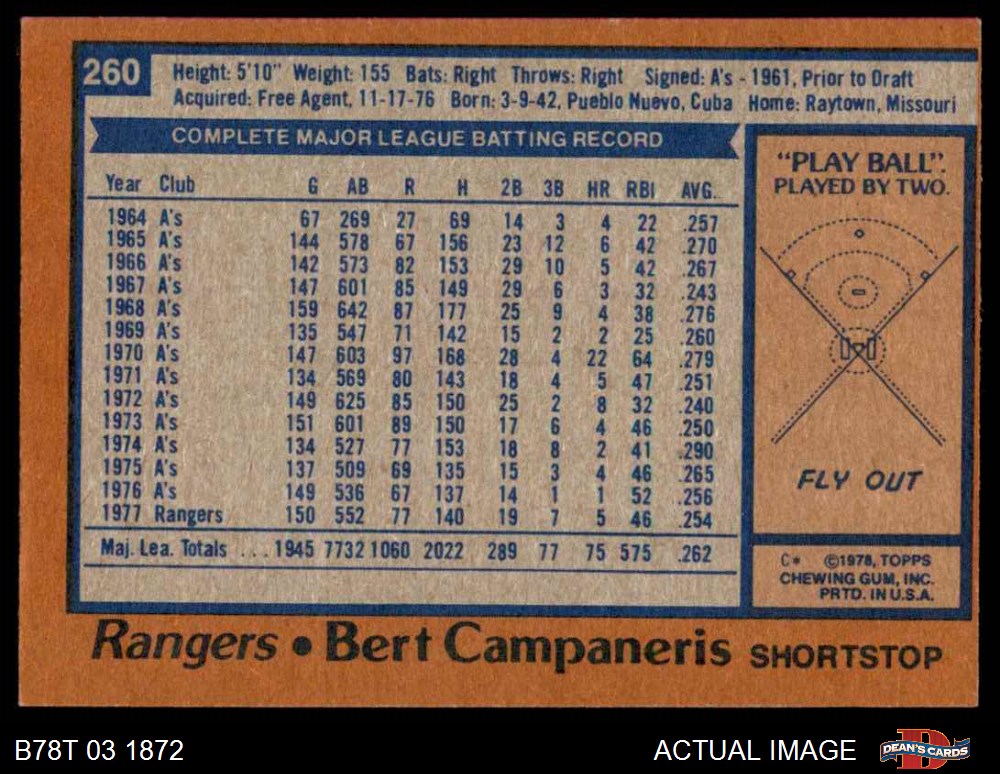 260
Height: 5'10" Weight: 155 Bats: Right Throws: Right Signed: A's - 1961, Prior to Draft
Acquired: Free Agent, 11-17-76 Born: 3-9-42, Pueblo Nuevo, Cuba Home: Raytown, Missouri
COMPLETE MAJOR LEAGUE BATTING RECORD
Year Club G AB R H 2B 3B HR RBI AVG.
1964 A's 67 269 27 69 14 3 4 22 .257
1965 A's 144 578 67 156 23 12 6 42 .270
1966 A's 142 573 82 153 29 10 5 42 .267
1967 A's 147 601 85 149 29 6 3 32 .243
1968 A's 159 642 87 177 25 9 4 38 .276
1969 A's 135 547 71 142 15 2 2 25 .260
1970 A's 147 603 97 168 28 4 22 64 .279
1971 A's 134 569 80 143 18 4 5 47 .251
1972 A's 149 625 85 150 25 2 8 32 .240
1973 A's 151 601 89 150 17 6 4 46 .250
1974 A's 134 527 77 153 18 8 2 41 .290
1975 A's 137 509 69 135 15 3 4 46 .265
1976 A's 149 536 67 137 14 1 1 52 .256
1977 Rangers 150 552 77 140 19 7 5 46 .254
Maj. Lea. Totals ... 1945 7732 1060 2022 289 77 75 575 .262
"PLAY BALL".
PLAYED BY TWO.
FLY OUT
C* ©1978, TOPPS
CHEWING GUM, INC.
PRTD. IN U.S.A.
Rangers • Bert Campaneris SHORTSTOP
B78T 03 1872
ACTUAL IMAGE
DEAN'S CARDS